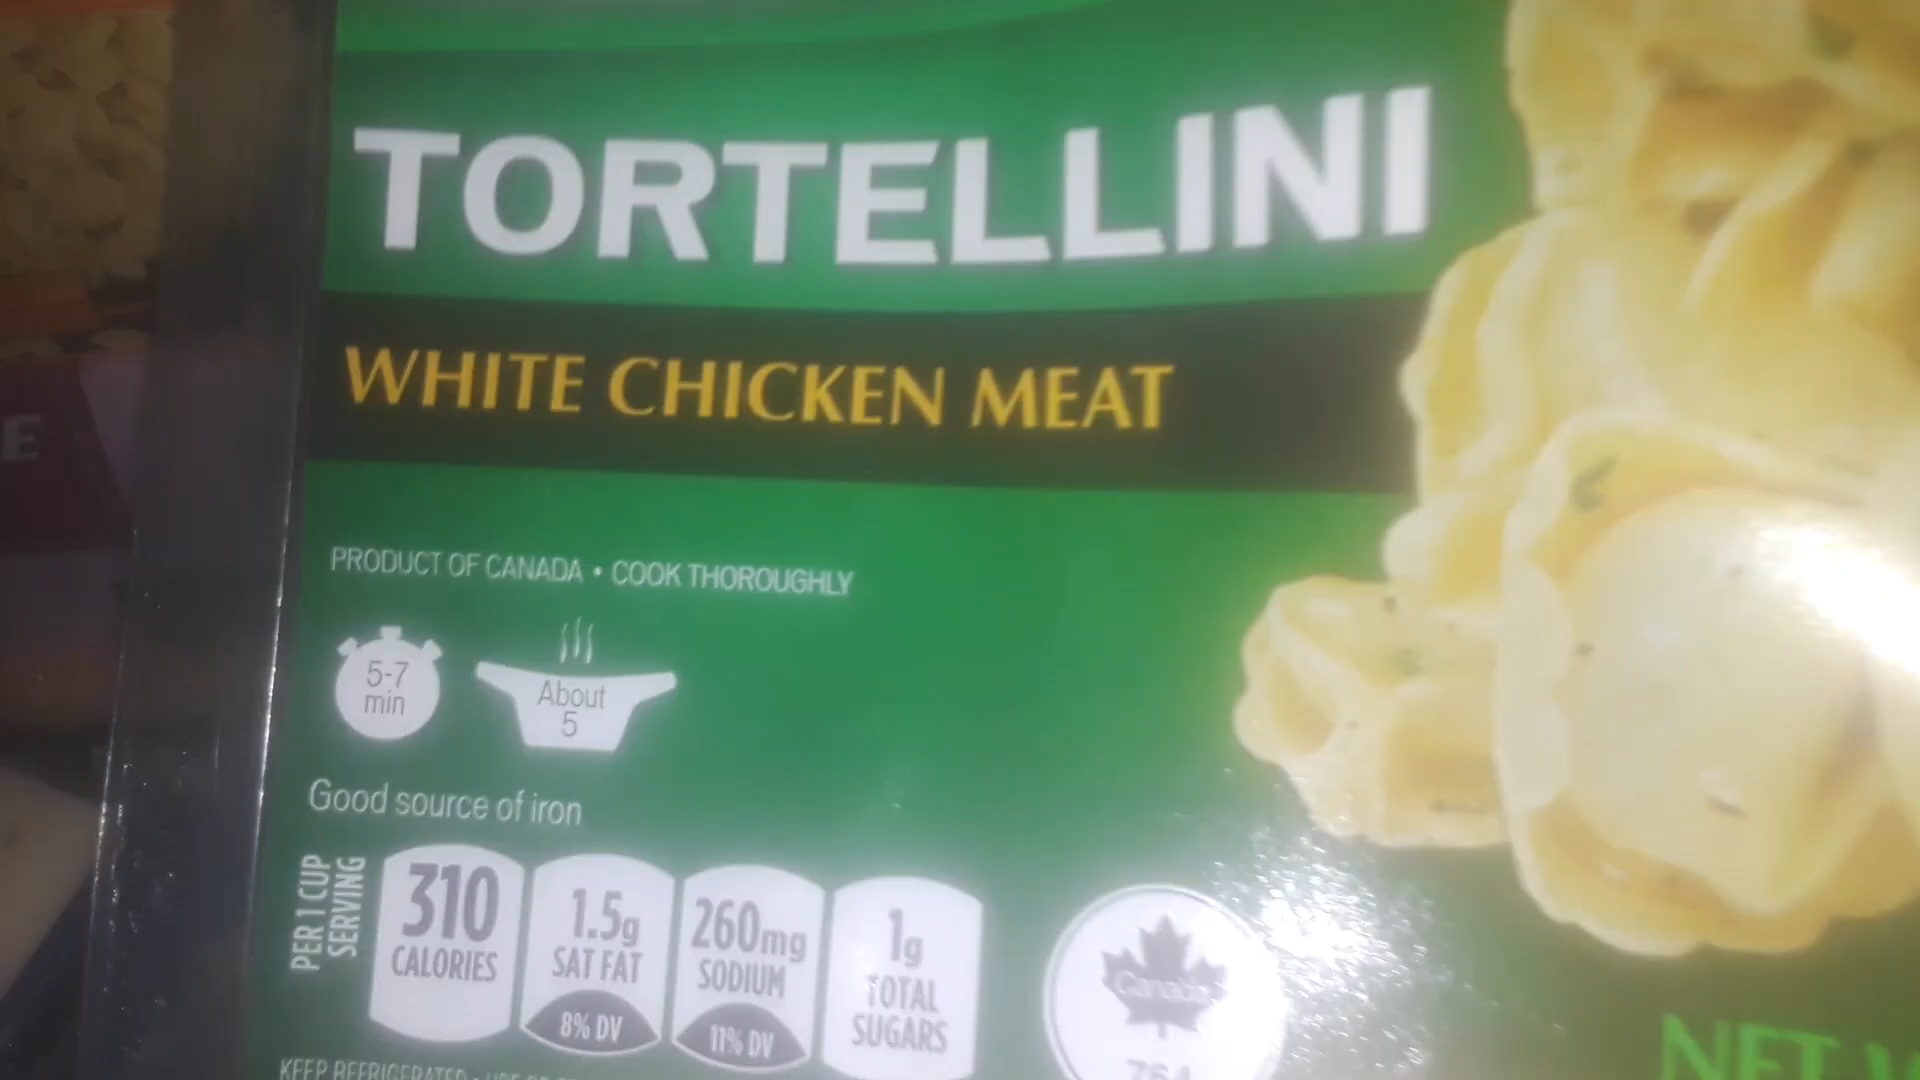 TORTELLINI
WHITE CHICKEN MEAT
E
PRODUCT OF CANADA • COOK THOROUGHLY
5-7
min
About
5
Good source of iron
PER 1 CUP
SERVING
310
CALORIES
1.5g
SAT FAT
8% DV
260mg
SODIUM
11% DV
1g
TOTAL
SUGARS
Canada
764
NET
KEEP REFRIGERATED •